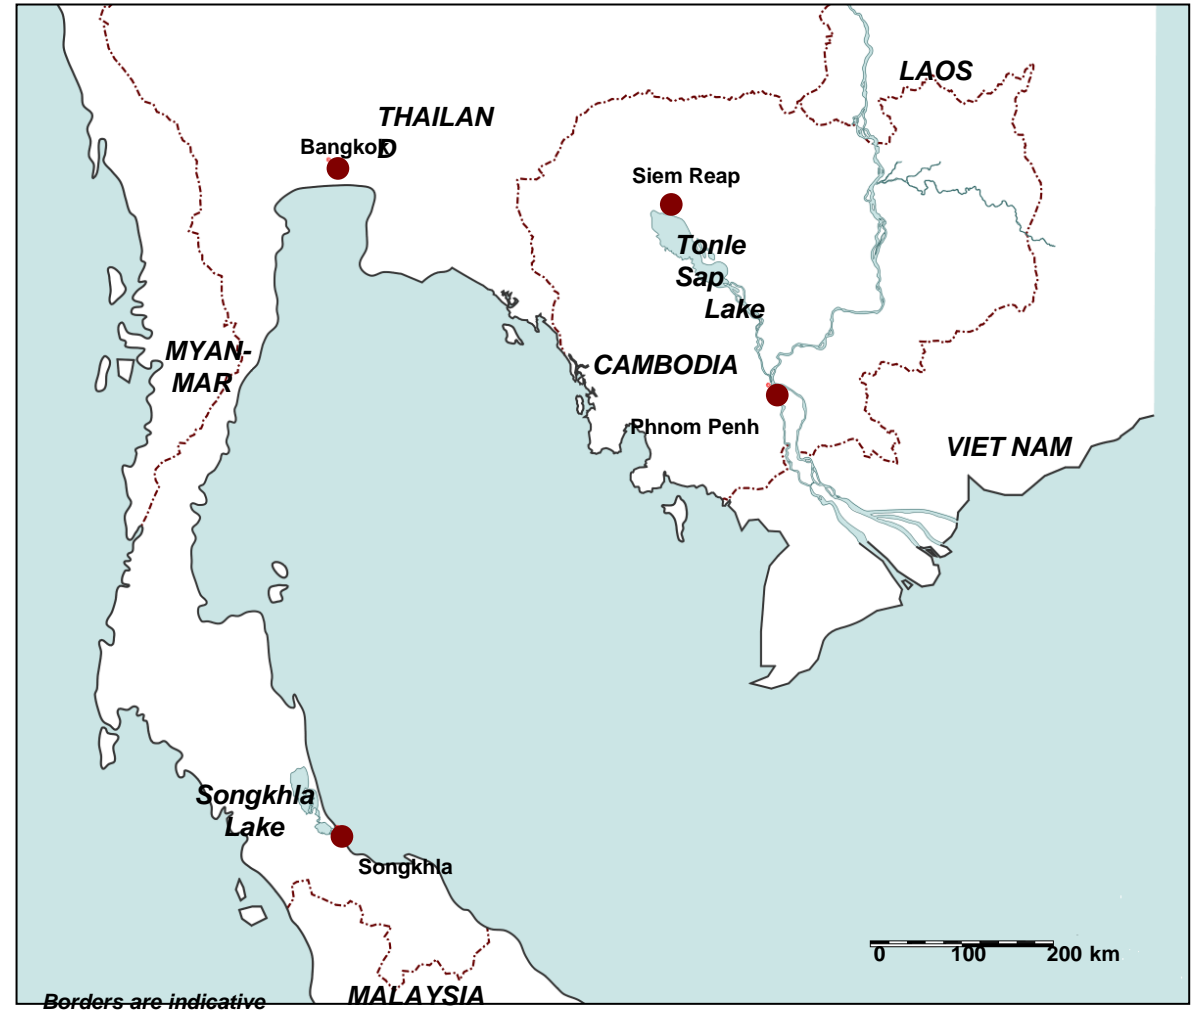 LAOS
THAILAN
D
Bangkok
Siem Reap
Tonle
Sap
Lake
MYAN-
MAR
CAMBODIA
Phnom Penh
VIET NAM
Songkhla
Lake
Songkhla
0 100 200 km
MALAYSIA
Borders are indicative